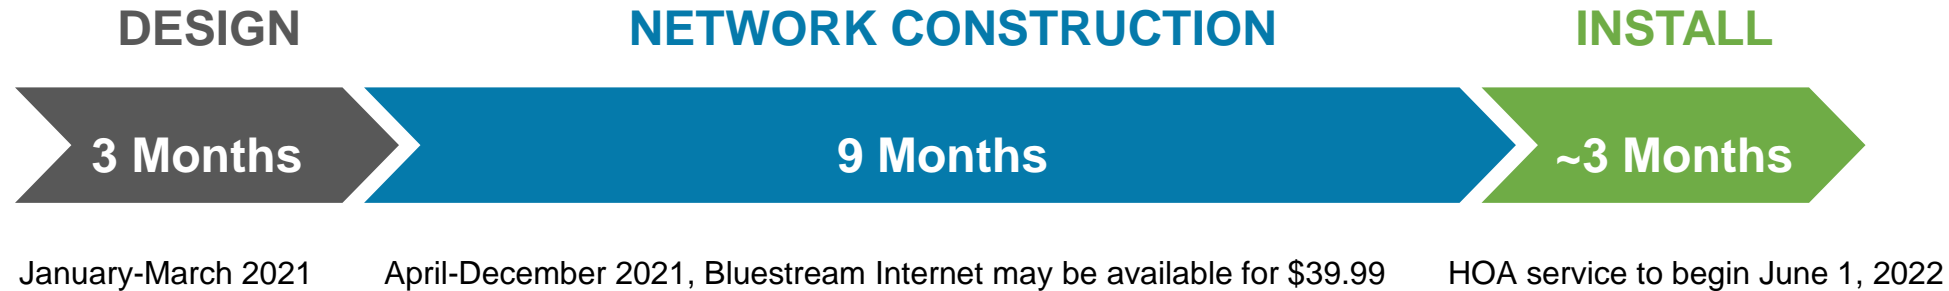 DESIGN NETWORK CONSTRUCTION INSTALL
3 Months 9 Months ~3 Months
January-March 2021 April-December 2021, Bluestream Internet may be available for $39.99 HOA service to begin June 1, 2022